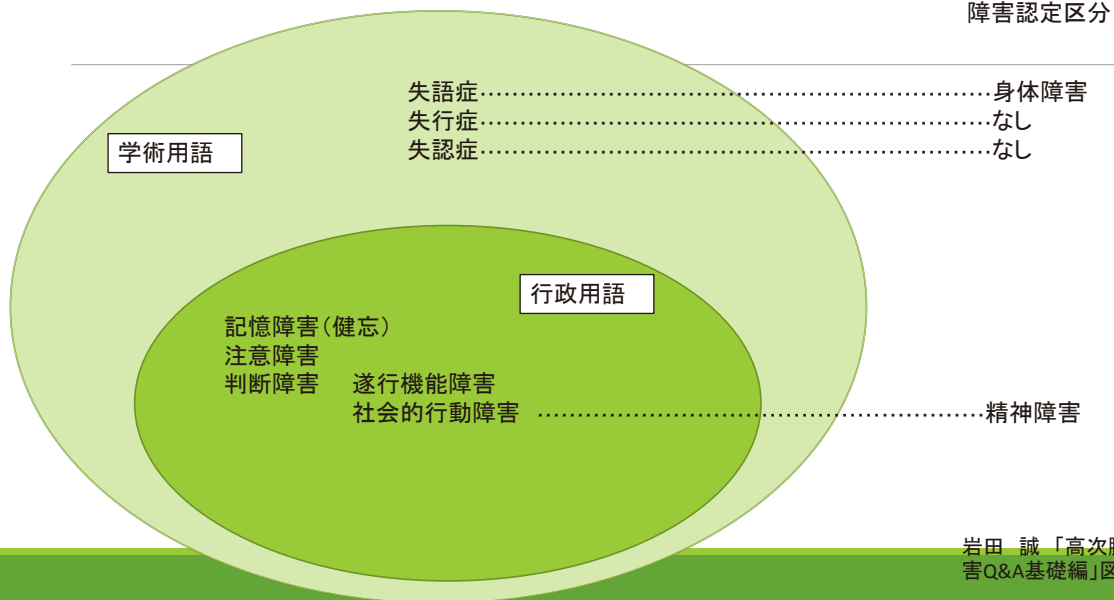 障害認定区分
失語症……………………………………………………身体障害
失行症……………………………………………………なし
失認症……………………………………………………なし
学術用語
行政用語
記憶障害（健忘）
注意障害
判断障害　遂行機能障害
社会的行動障害 ………………………………………………精神障害
岩田　誠 「高次
害Q&A基礎編」図